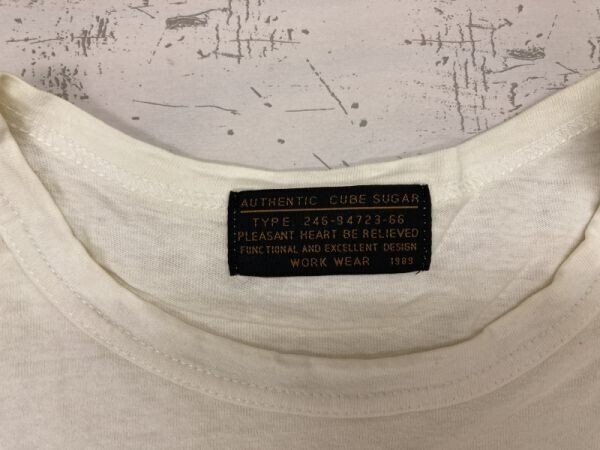 AUTHENTIC CUBE SUGAR
TYPE. 246-94723-66
PLEASANT HEART BE RELIEVED
FUNCTIONAL AND EXCELLENT DESIGN
WORK WEAR 1989